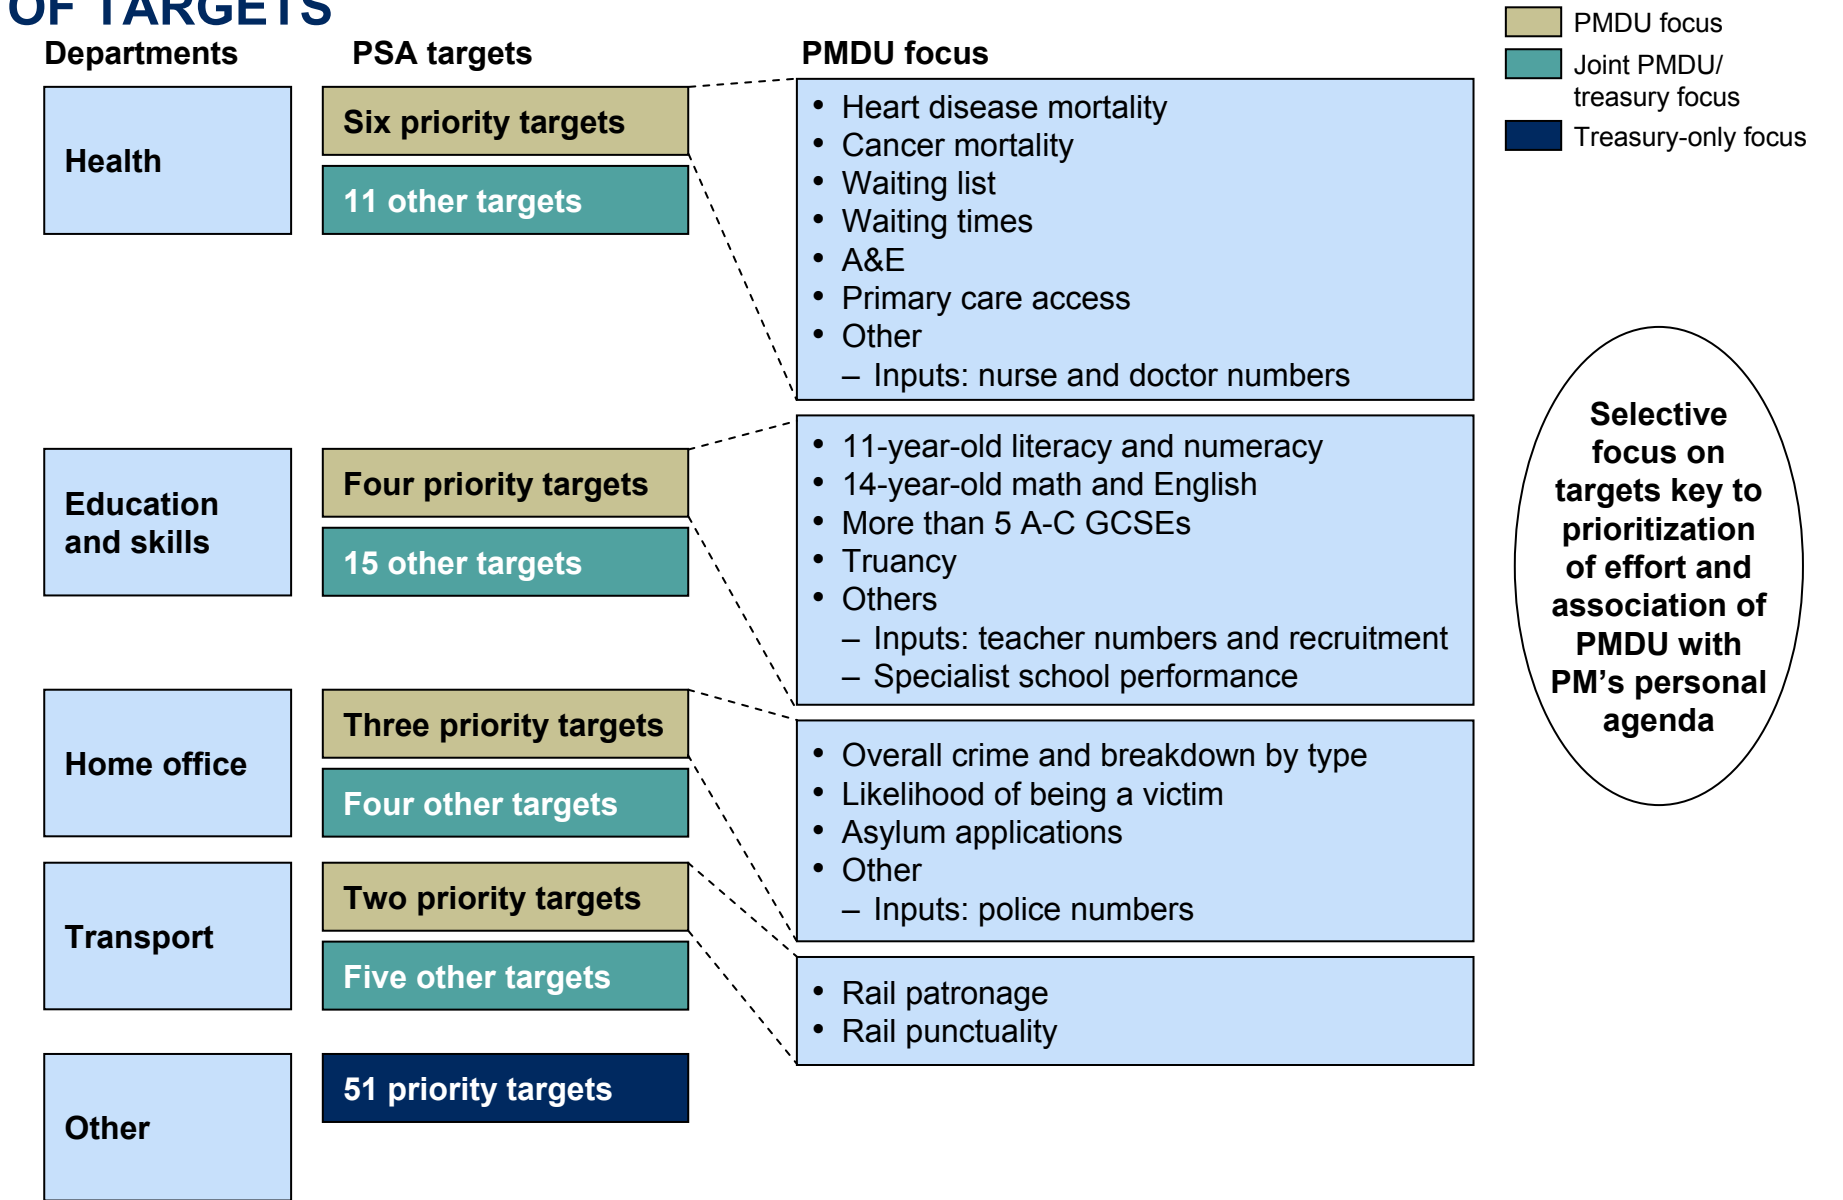 OF TARGETS
PMDU focus
Joint PMDU/
treasury focus
Treasury-only focus
Departments
PSA targets
PMDU focus
Health
Six priority targets
11 other targets
• Heart disease mortality
• Cancer mortality
• Waiting list
• Waiting times
• A&E
• Primary care access
• Other
– Inputs: nurse and doctor numbers
Education
and skills
Four priority targets
15 other targets
• 11-year-old literacy and numeracy
• 14-year-old math and English
• More than 5 A-C GCSEs
• Truancy
• Others
– Inputs: teacher numbers and recruitment
– Specialist school performance
Home office
Three priority targets
Four other targets
• Overall crime and breakdown by type
• Likelihood of being a victim
• Asylum applications
• Other
– Inputs: police numbers
Transport
Two priority targets
Five other targets
• Rail patronage
• Rail punctuality
Other
51 priority targets
Selective
focus on
targets key to
prioritization
of effort and
association of
PMDU with
PM’s personal
agenda